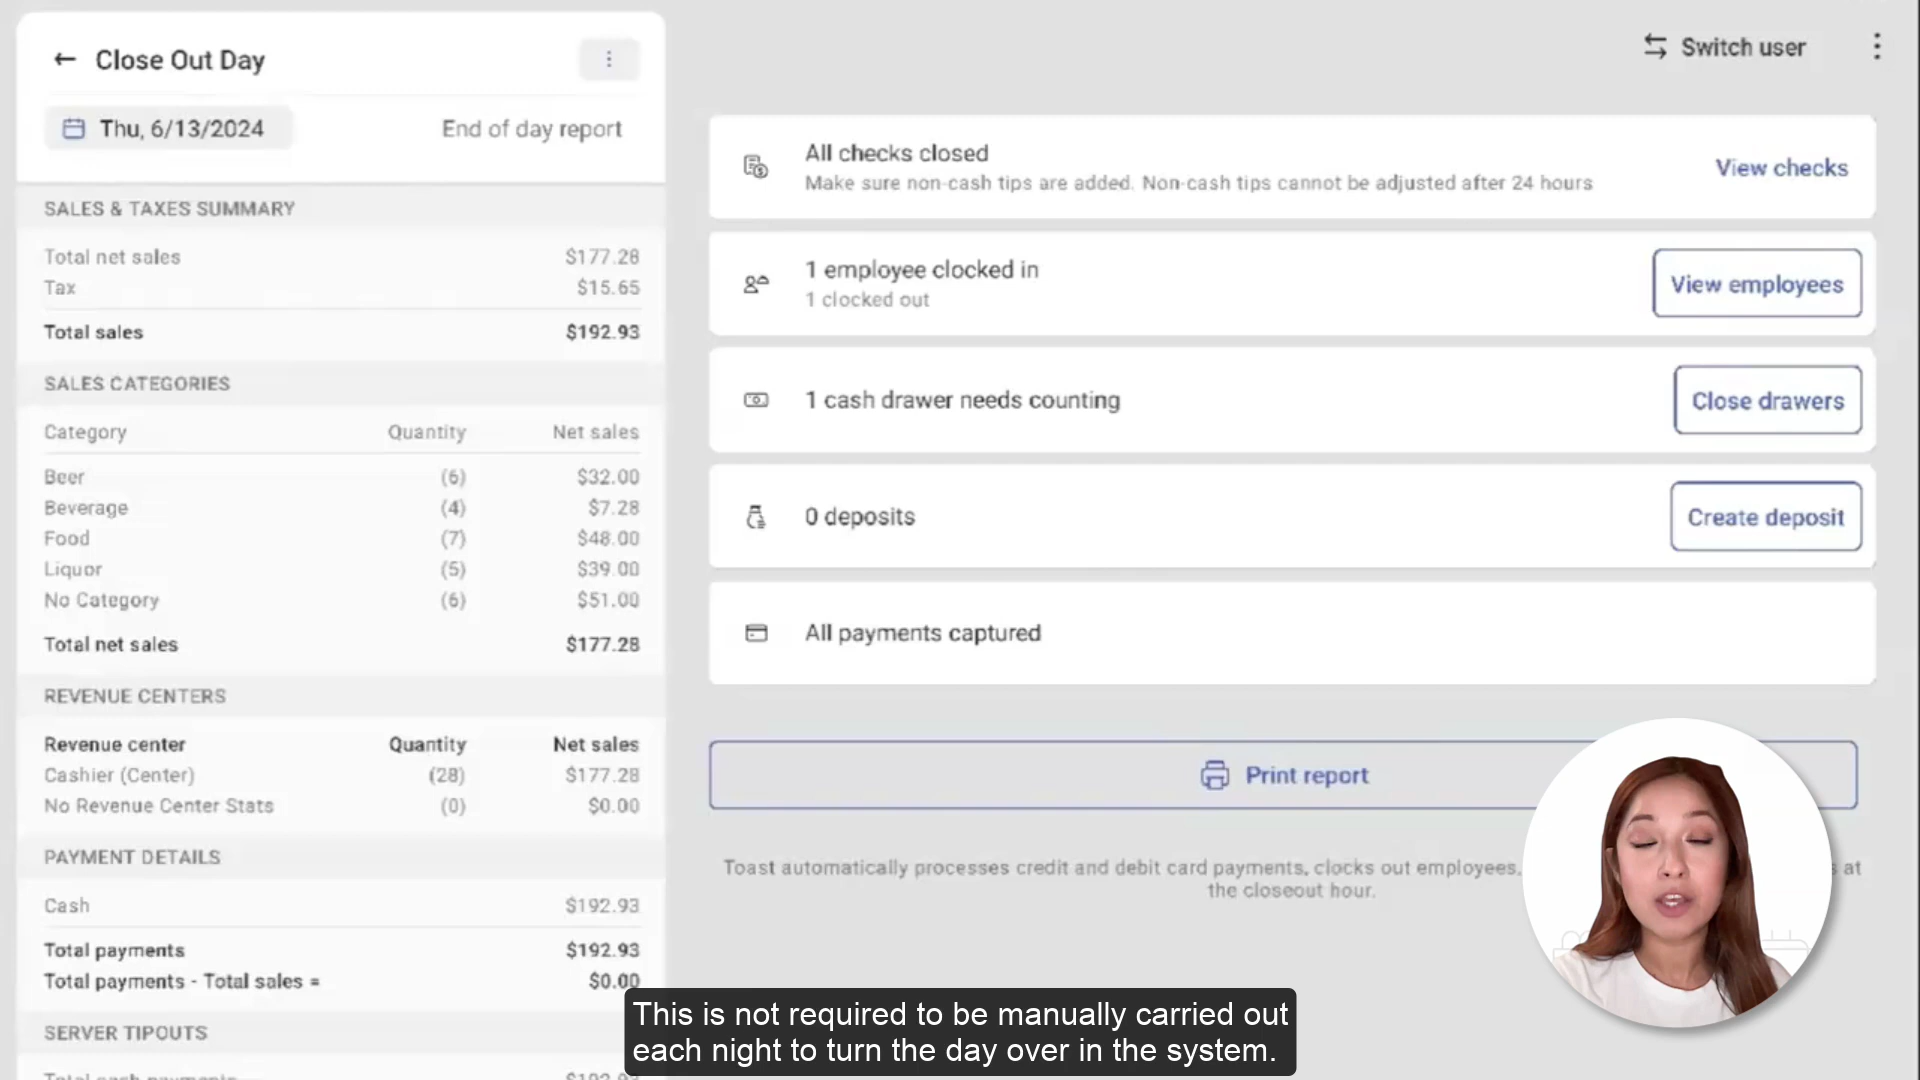 Close Out Day
Thu, 6/13/2024 End of day report
SALES & TAXES SUMMARY
Total net sales $177.28
Tax $15.65
Total sales $192.93
SALES CATEGORIES
Category Quantity Net sales
Beer (6) $32.00
Beverage (4) $7.28
Food (7) $48.00
Liquor (5) $39.00
No Category (6) $51.00
Total net sales $177.28
REVENUE CENTERS
Revenue center Quantity Net sales
Cashier (Center) (28) $177.28
No Revenue Center Stats (0) $0.00
PAYMENT DETAILS
Cash $192.93
Total payments $192.93
Total payments - Total sales = $0.00
SERVER TIPOUTS
Switch user
All checks closed
Make sure non-cash tips are added. Non-cash tips cannot be adjusted after 24 hours
View checks
1 employee clocked in
1 clocked out
View employees
1 cash drawer needs counting
Close drawers
0 deposits
Create deposit
All payments captured
Print report
Toast automatically processes credit and debit card payments, clocks out employees, at
the closeout hour.
This is not required to be manually carried out
each night to turn the day over in the system.